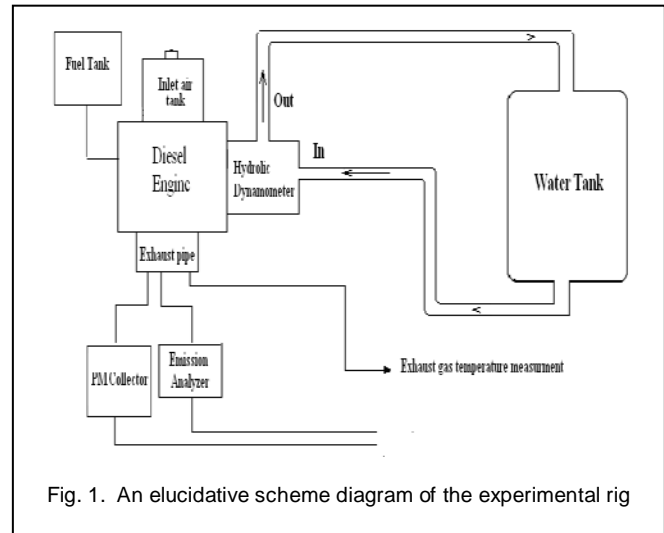 Fuel Tank
Inlet air
tank
Out
Diesel
Engine
In
Hydrolic
Dynamometer
Water Tank
Exhaust pipe
PM Collector
Emission
Analyzer
Exhaust gas temperature measurment
Fig. 1. An elucidative scheme diagram of the experimental rig